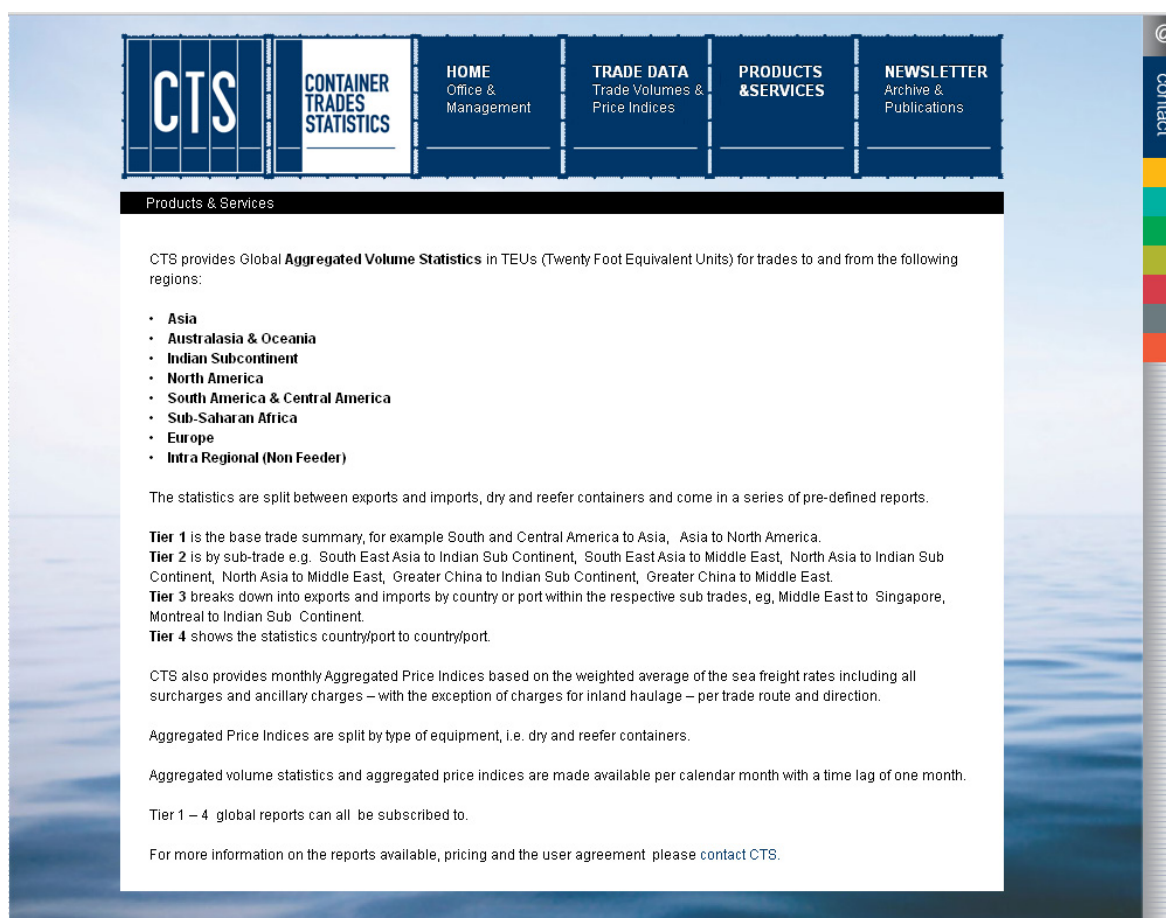 CTS
CONTAINER
TRADES
STATISTICS
HOME
Office &
Management
TRADE DATA
Trade Volumes &
Price Indices
PRODUCTS
&SERVICES
NEWSLETTER
Archive &
Publications
@
contact
Products & Services
CTS provides Global Aggregated Volume Statistics in TEUs (Twenty Foot Equivalent Units) for trades to and from the following
regions:
• Asia
• Australasia & Oceania
• Indian Subcontinent
• North America
• South America & Central America
• Sub-Saharan Africa
• Europe
• Intra Regional (Non Feeder)
The statistics are split between exports and imports, dry and reefer containers and come in a series of pre-defined reports.
Tier 1 is the base trade summary, for example South and Central America to Asia, Asia to North America.
Tier 2 is by sub-trade e.g. South East Asia to Indian Sub Continent, South East Asia to Middle East, North Asia to Indian Sub
Continent, North Asia to Middle East, Greater China to Indian Sub Continent, Greater China to Middle East.
Tier 3 breaks down into exports and imports by country or port within the respective sub trades, eg, Middle East to Singapore,
Montreal to Indian Sub Continent.
Tier 4 shows the statistics country/port to country/port.
CTS also provides monthly Aggregated Price Indices based on the weighted average of the sea freight rates including all
surcharges and ancillary charges – with the exception of charges for inland haulage – per trade route and direction.
Aggregated Price Indices are split by type of equipment, i.e. dry and reefer containers.
Aggregated volume statistics and aggregated price indices are made available per calendar month with a time lag of one month.
Tier 1 – 4 global reports can all be subscribed to.
For more information on the reports available, pricing and the user agreement please contact CTS.